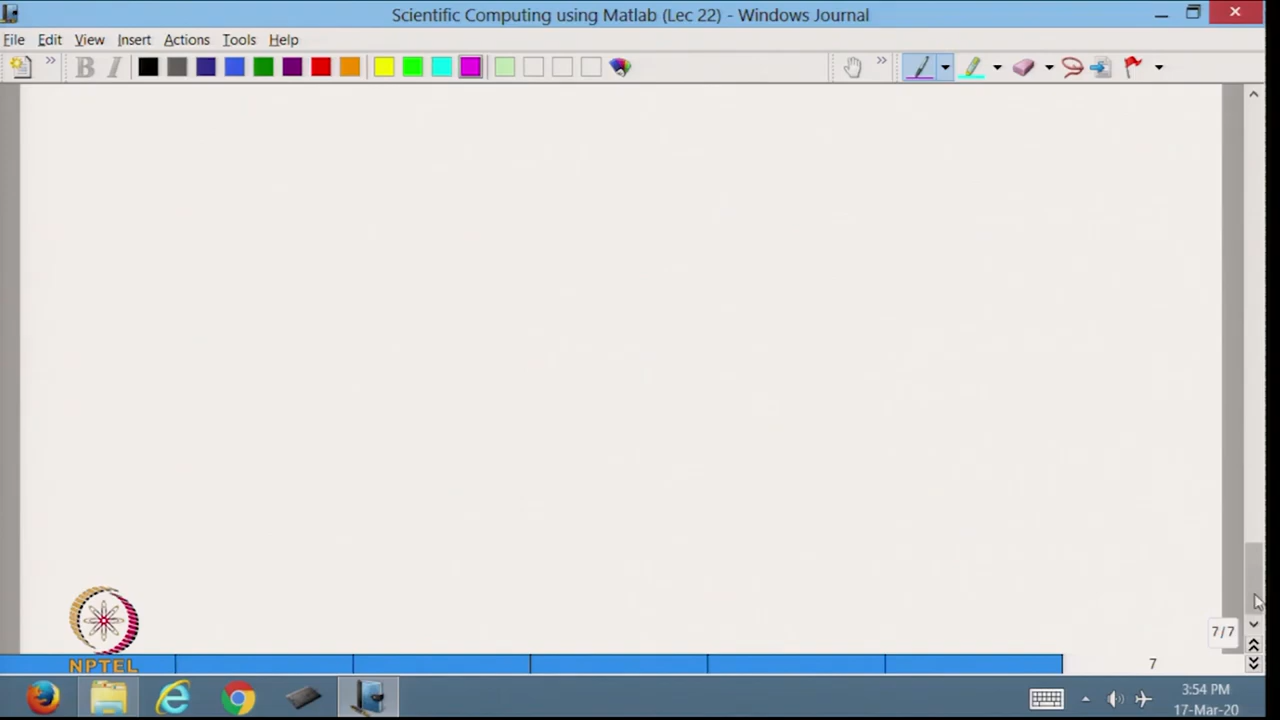 Scientific Computing using Matlab (Lec 22) - Windows Journal
File Edit View Insert Actions Tools Help
B I
7/7
NPTEL
7
3:54 PM
17-Mar-20